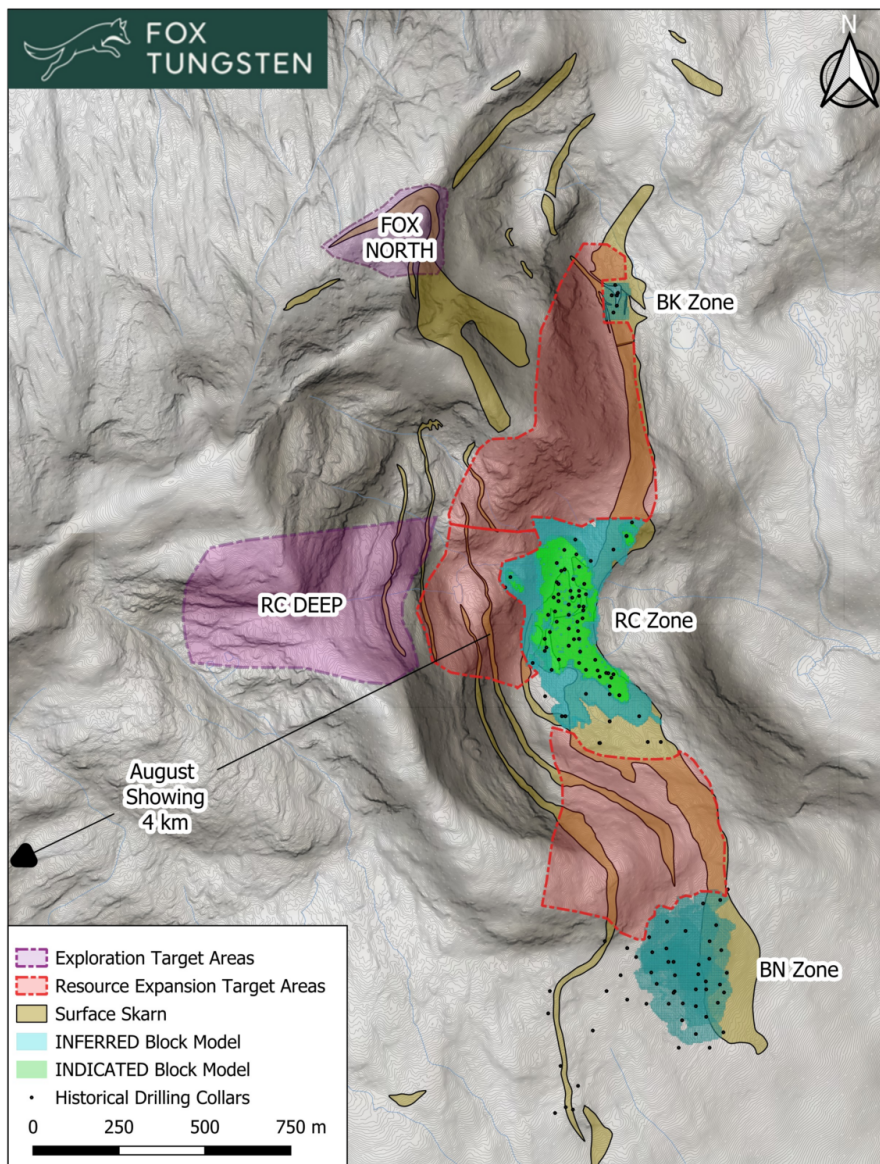 FOX
TUNGSTEN
N
FOX
NORTH
BK Zone
RC DEEP
RC Zone
August
Showing
4 km
BN Zone
Exploration Target Areas
Resource Expansion Target Areas
Surface Skarn
INFERRED Block Model
INDICATED Block Model
Historical Drilling Collars
0 250 500 750 m